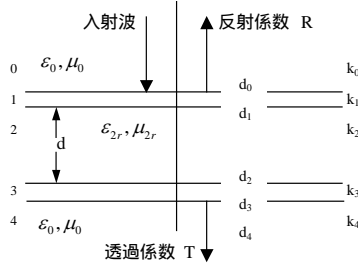 入射波 反射係数 R
0 ε0, μ0 k0
d0
1 k1
d1
2 ε2r, μ2r k2
d
d2
3 k3
d3
4 ε0, μ0 k4
d4
透過係数 T